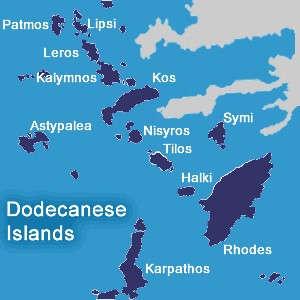 Patmos
Lipsi
Leros
Kalymnos
Kos
Astypalea
Nisyros
Symi
Tilos
Halki
Dodecanese
Islands
Rhodes
Karpathos